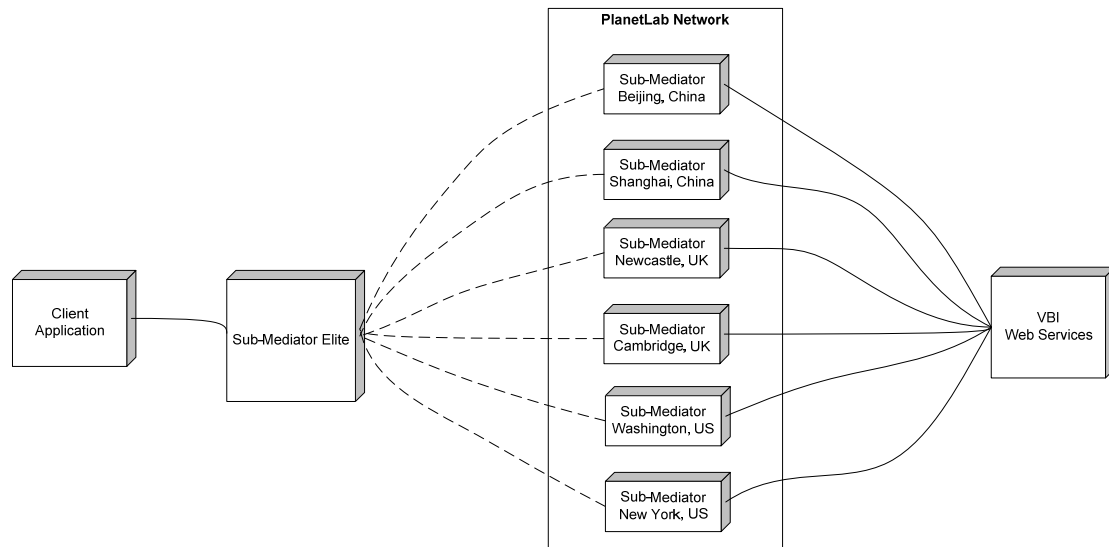 PlanetLab Network
Sub-Mediator
Beijing, China
Sub-Mediator
Shanghai, China
Sub-Mediator
Newcastle, UK
Client
Application
Sub-Mediator Elite
Sub-Mediator
Cambridge, UK
VBI
Web Services
Sub-Mediator
Washington, US
Sub-Mediator
New York, US